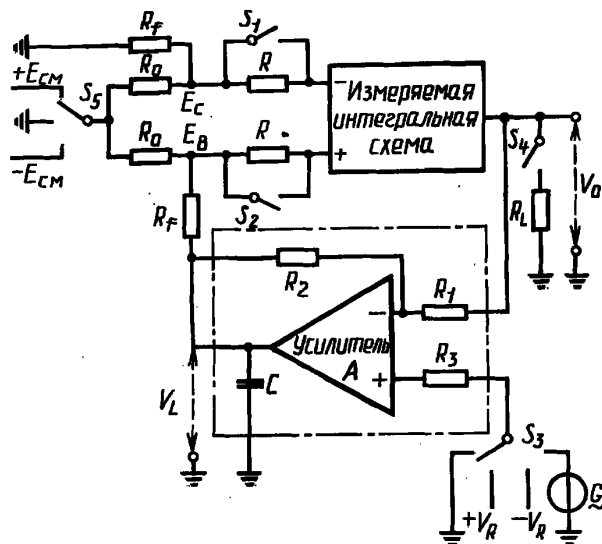 R_f
S_1
+E_см
S_5
R_0
R
E_c
−
Измеряемая
интегральная
схема
+
R_0
E_B
R
−E_см
S_2
S_4
V_0
R_L
R_f
R_2
R_1
−
Усилитель
A
+
R_3
C
V_L
S_3
+V_R
−V_R
G
~